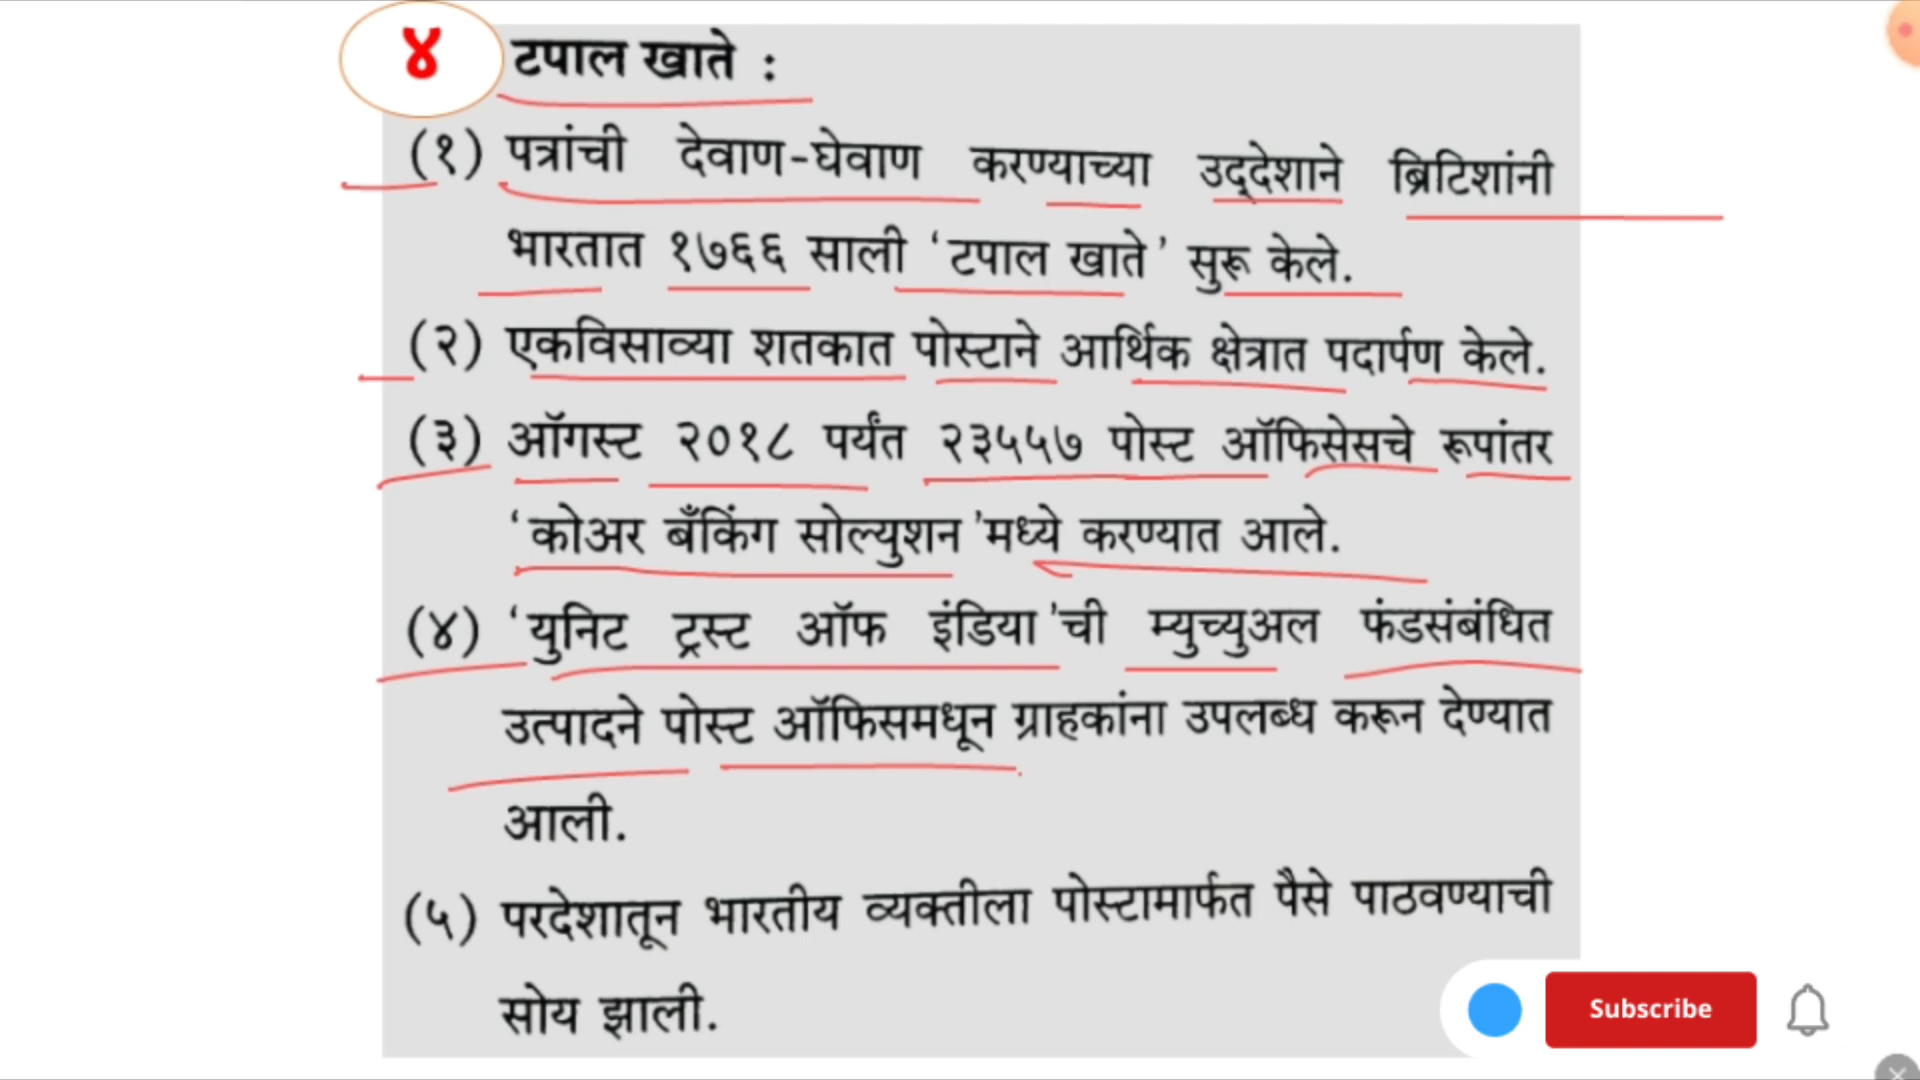 ४ टपाल खाते :
(१) पत्रांची देवाण-घेवाण करण्याच्या उद्देशाने ब्रिटिशांनी
भारतात १७६६ साली ‘टपाल खाते’ सुरू केले.
(२) एकविसाव्या शतकात पोस्टाने आर्थिक क्षेत्रात पदार्पण केले.
(३) ऑगस्ट २०१८ पर्यंत २३५५७ पोस्ट ऑफिसेसचे रूपांतर
‘कोअर बँकिंग सोल्युशन’मध्ये करण्यात आले.
(४) ‘युनिट ट्रस्ट ऑफ इंडिया’ची म्युच्युअल फंडसंबंधित
उत्पादने पोस्ट ऑफिसमधून ग्राहकांना उपलब्ध करून देण्यात
आली.
(५) परदेशातून भारतीय व्यक्तीला पोस्टामार्फत पैसे पाठवण्याची
सोय झाली.
Subscribe